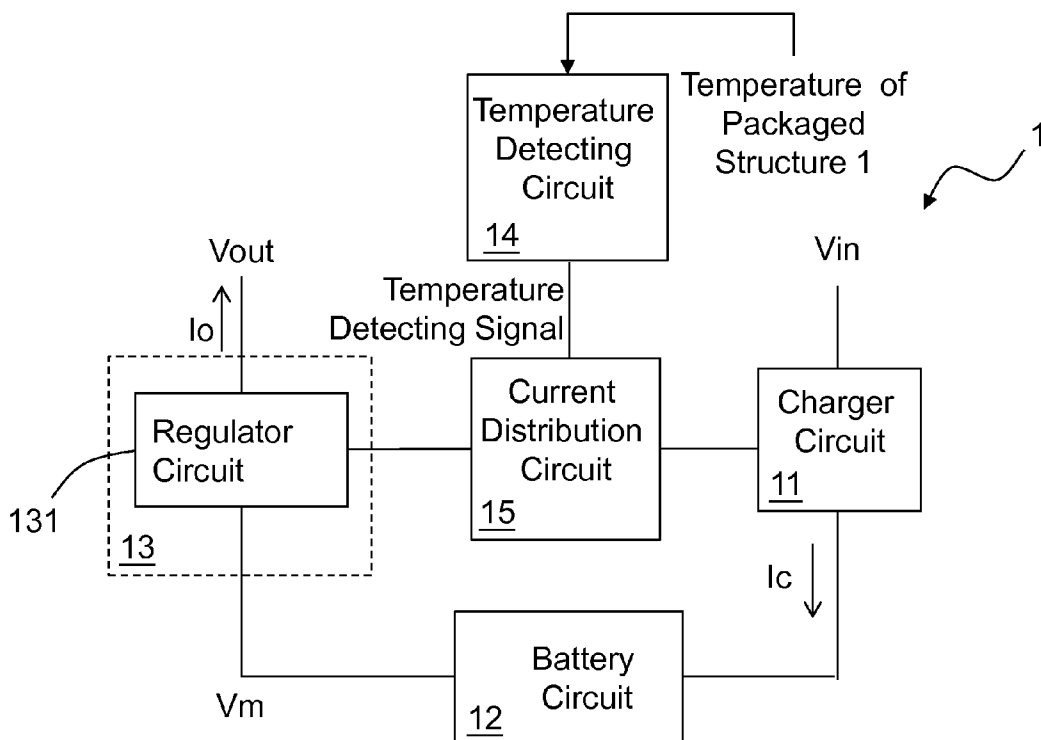 Temperature
Detecting
Circuit
14
Temperature of
Packaged
Structure 1
1
Vout
Vin
Temperature
Detecting Signal
Io
Regulator
Circuit
131
13
Current
Distribution
Circuit
15
Charger
Circuit
11
Ic
Battery
Circuit
12
Vm